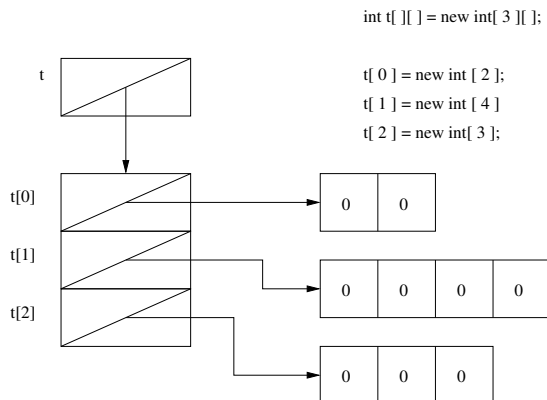 int t[ ][ ] = new int[ 3 ][ ];
t
t[ 0 ] = new int [ 2 ];
t[ 1 ] = new int [ 4 ]
t[ 2 ] = new int[ 3 ];
t[0]
0 0
t[1]
0 0 0 0
t[2]
0 0 0